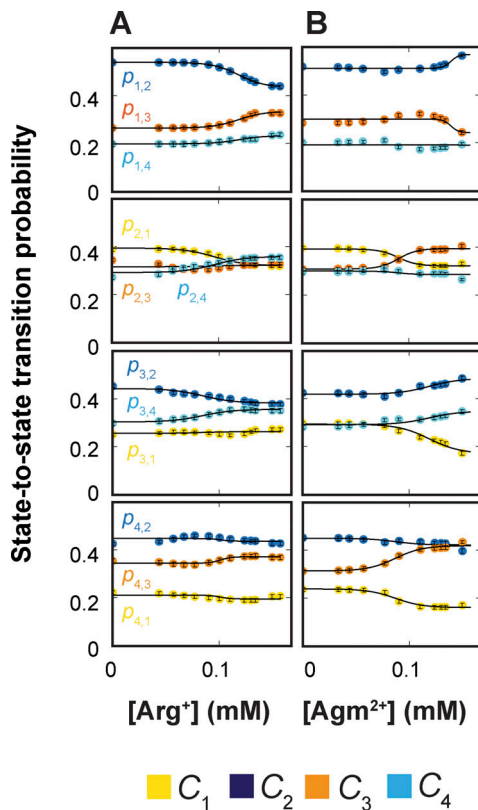 A B
State-to-state transition probability
0.4
0.2
0
p1,2
p1,3
p1,4
0.4
0.2
0
p2,1
p2,3 p2,4
0.4
0.2
0
p3,2
p3,4
p3,1
0.4
0.2
0
p4,2
p4,3
p4,1
0 0.1 0 0.1
[Arg⁺] (mM) [Agm²⁺] (mM)
C1 C2 C3 C4